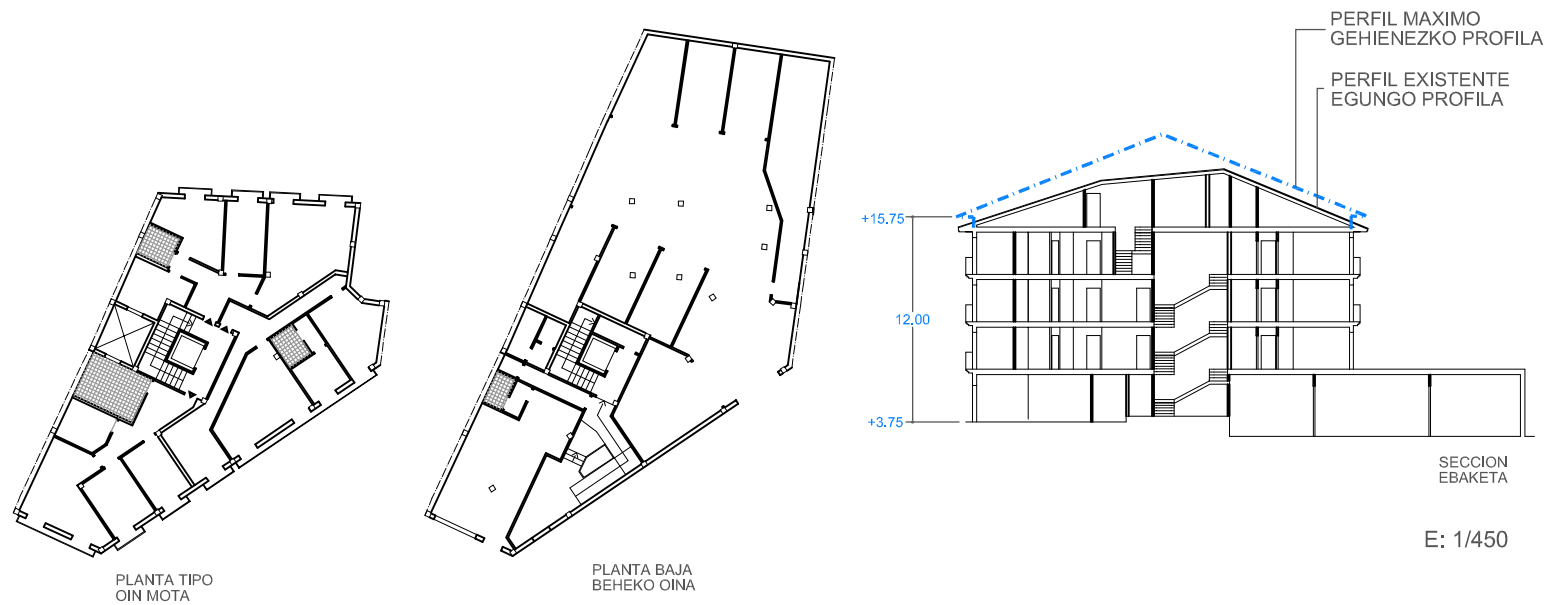 PERFIL MAXIMO
GEHIENEZKO PROFILA
PERFIL EXISTENTE
EGUNGO PROFILA
+15.75
12.00
+3.75
SECCION
EBAKETA
E: 1/450
PLANTA TIPO
OIN MOTA
PLANTA BAJA
BEHEKO OINA